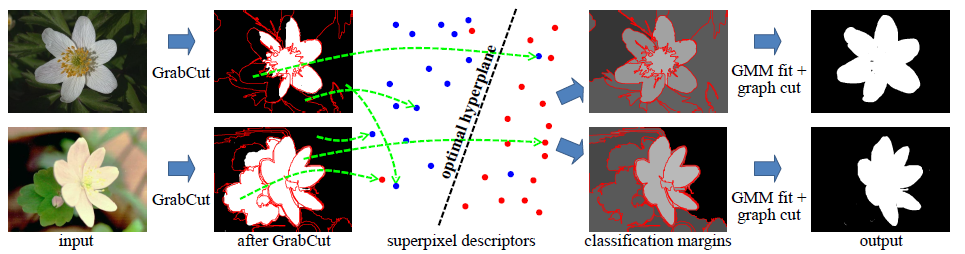 GrabCut
optimal hyperplane
GMM fit +
graph cut
GrabCut
GMM fit +
graph cut
input
after GrabCut
superpixel descriptors
classification margins
output